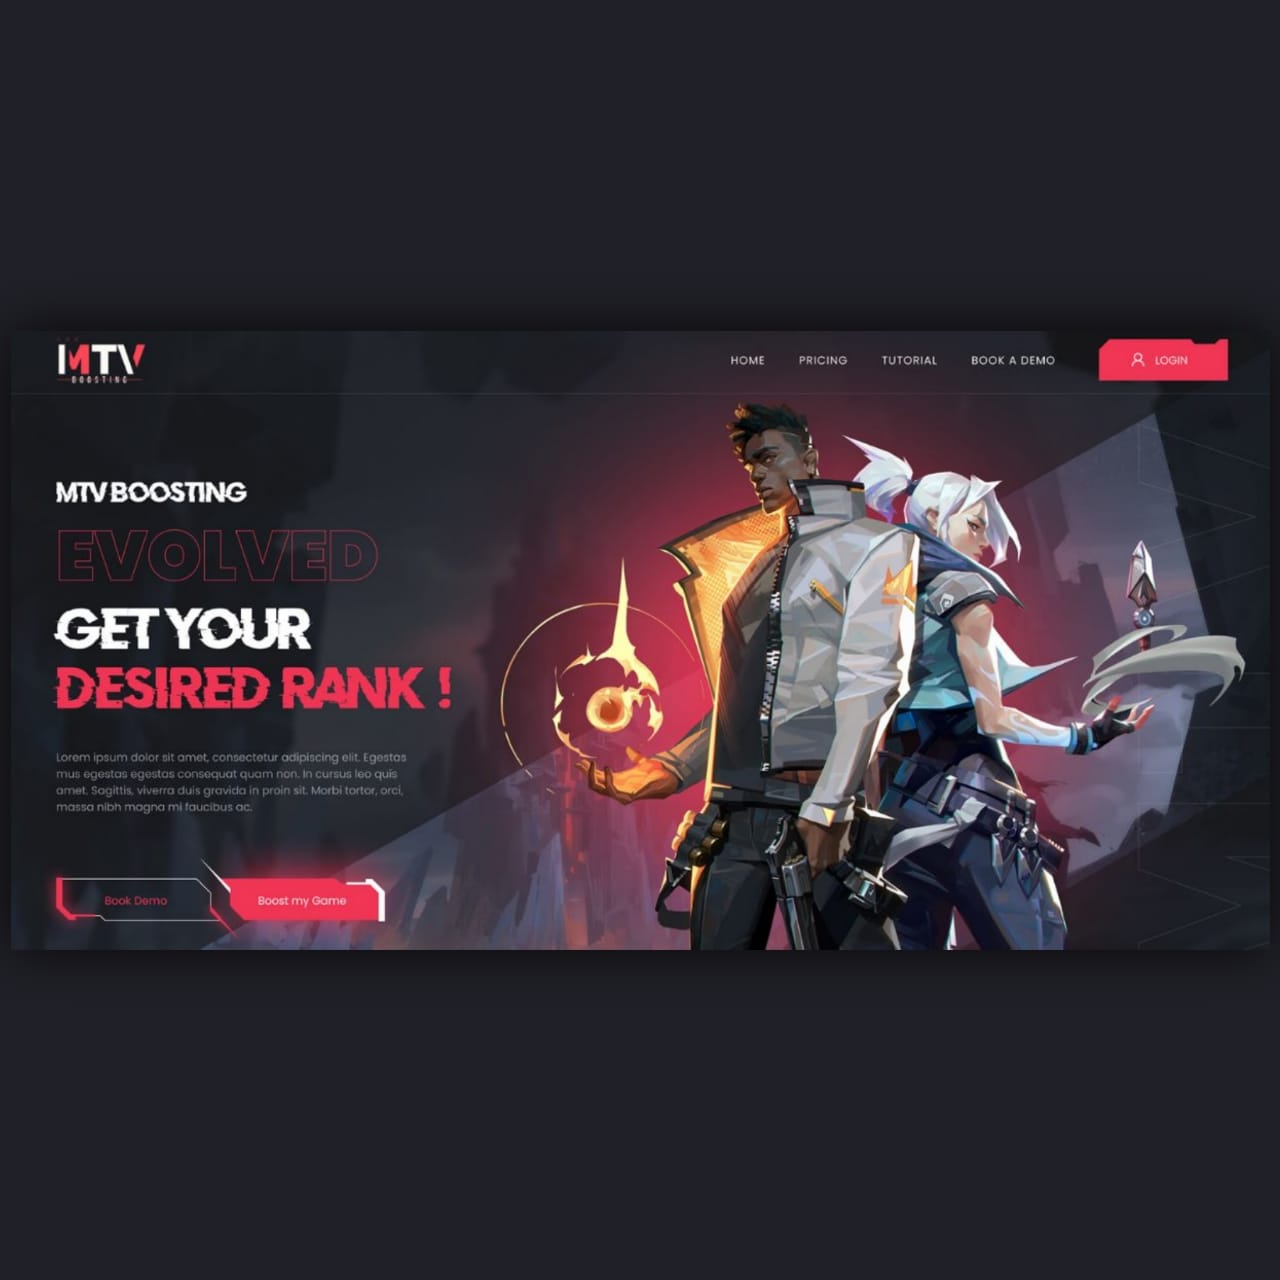 MTV
BOOSTING
HOME PRICING TUTORIAL BOOK A DEMO LOGIN
MTV BOOSTING
EVOLVED
GET YOUR
DESIRED RANK !
Lorem ipsum dolor sit amet, consectetur adipiscing elit. Egestas
mus egestas egestas consequat quam non. In cursus leo quis
amet. Sagittis, viverra duis gravida in proin sit. Morbi tortor, orci,
massa nibh magna mi faucibus ac.
Book Demo Boost my Game